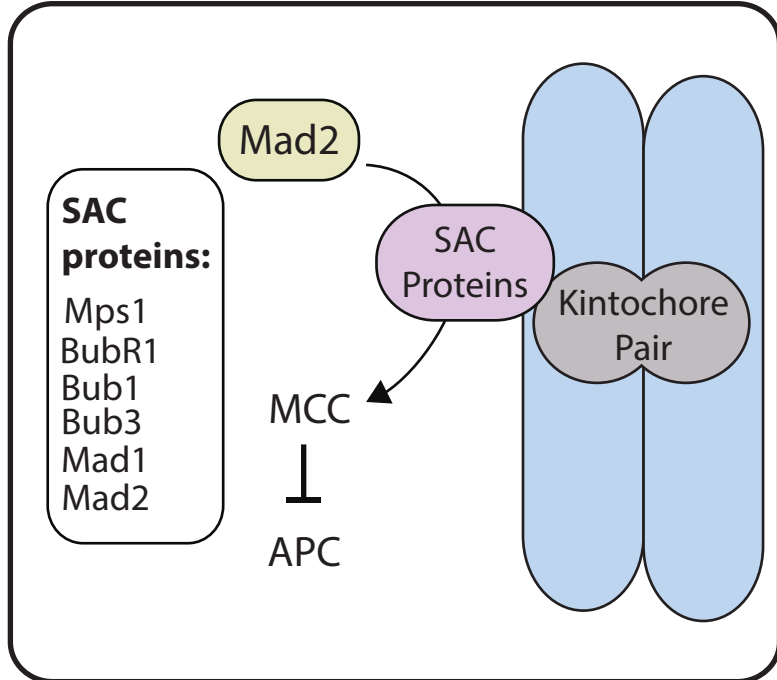 Mad2
SAC
proteins:
Mps1
BubR1
Bub1
Bub3
Mad1
Mad2
SAC
Proteins
Kintochore
Pair
MCC
APC